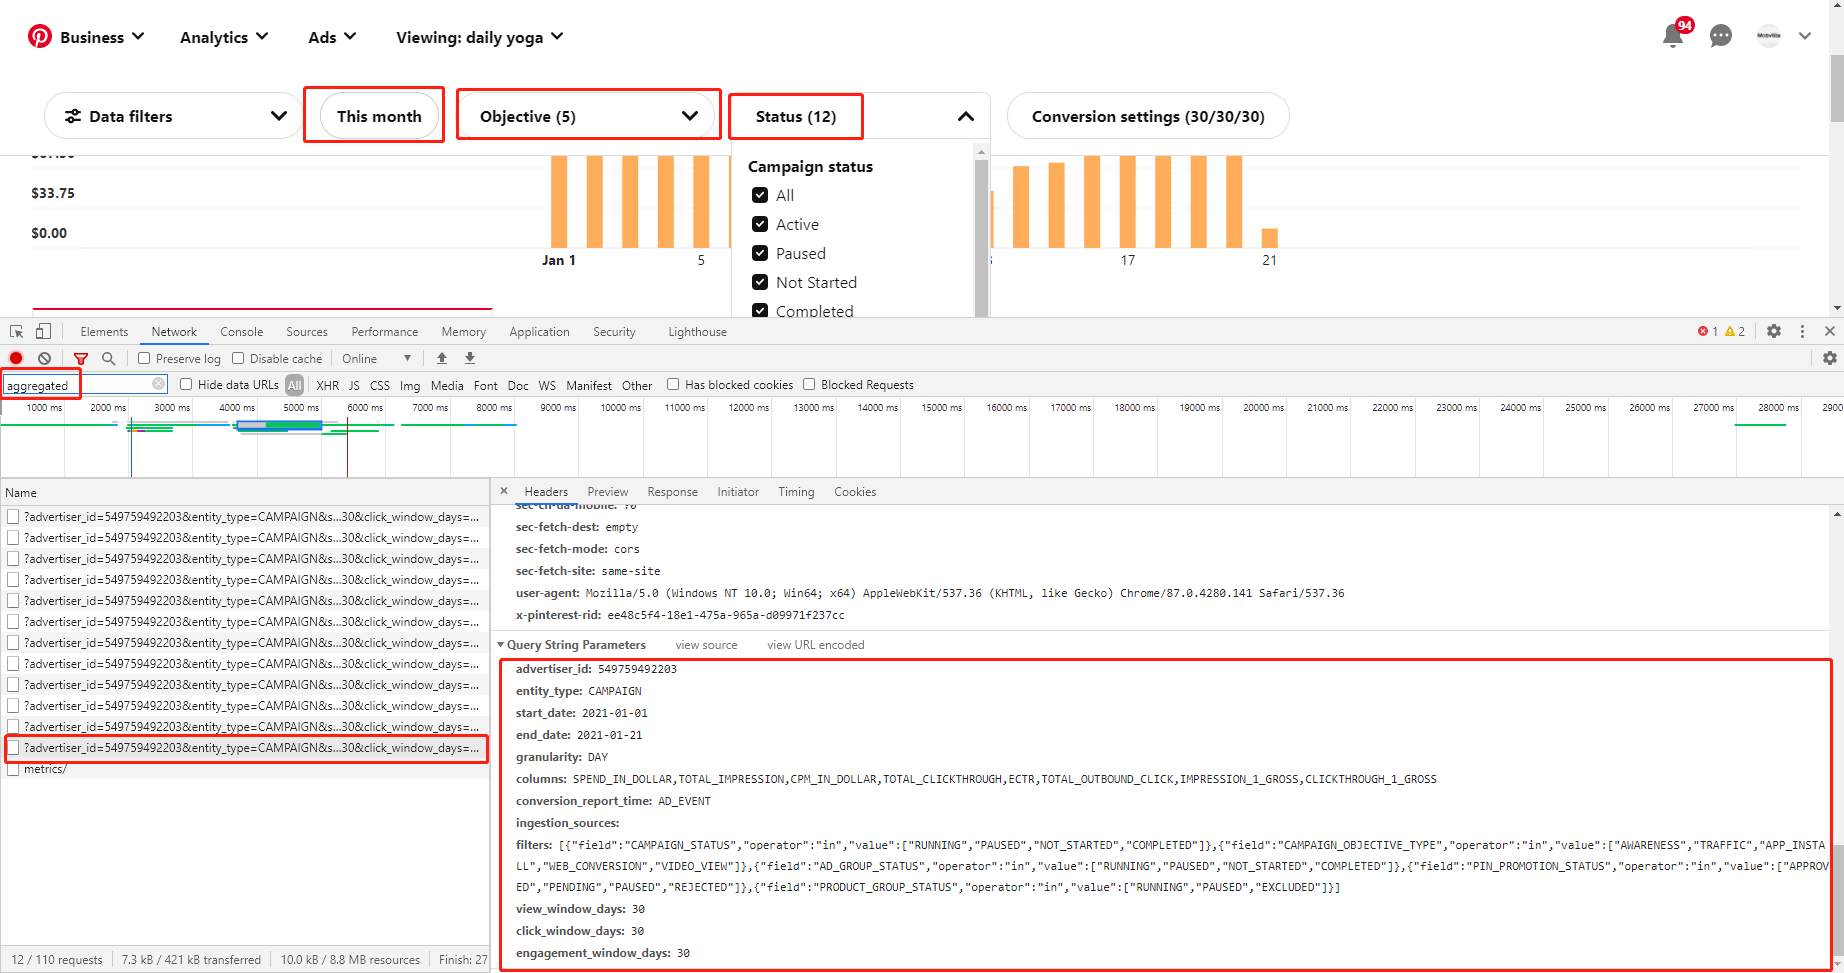 Business
Analytics
Ads
Viewing: daily yoga
94
Data filters
This month
Objective (5)
Status (12)
Conversion settings (30/30/30)
$33.75
$0.00
Jan 1
5
17
21
Campaign status
All
Active
Paused
Not Started
Completed
Elements Network Console Sources Performance Memory Application Security Lighthouse
1 2
Preserve log Disable cache Online
aggregated
Hide data URLs All XHR JS CSS Img Media Font Doc WS Manifest Other Has blocked cookies Blocked Requests
1000 ms 2000 ms 3000 ms 4000 ms 5000 ms 6000 ms 7000 ms 8000 ms 9000 ms 10000 ms 11000 ms 12000 ms 13000 ms 14000 ms 15000 ms 16000 ms 17000 ms 18000 ms 19000 ms 20000 ms 21000 ms 22000 ms 23000 ms 24000 ms 25000 ms 26000 ms 27000 ms 28000 ms 2900
Name
?advertiser_id=549759492203&entity_type=CAMPAIGN&s...30&click_window_days=...
?advertiser_id=549759492203&entity_type=CAMPAIGN&s...30&click_window_days=...
?advertiser_id=549759492203&entity_type=CAMPAIGN&s...30&click_window_days=...
?advertiser_id=549759492203&entity_type=CAMPAIGN&s...30&click_window_days=...
?advertiser_id=549759492203&entity_type=CAMPAIGN&s...30&click_window_days=...
?advertiser_id=549759492203&entity_type=CAMPAIGN&s...30&click_window_days=...
?advertiser_id=549759492203&entity_type=CAMPAIGN&s...30&click_window_days=...
?advertiser_id=549759492203&entity_type=CAMPAIGN&s...30&click_window_days=...
?advertiser_id=549759492203&entity_type=CAMPAIGN&s...30&click_window_days=...
?advertiser_id=549759492203&entity_type=CAMPAIGN&s...30&click_window_days=...
?advertiser_id=549759492203&entity_type=CAMPAIGN&s...30&click_window_days=...
?advertiser_id=549759492203&entity_type=CAMPAIGN&s...30&click_window_days=...
metrics/
12 / 110 requests 7.3 kB / 421 kB transferred 10.0 kB / 8.8 MB resources Finish: 27
Headers Preview Response Initiator Timing Cookies
sec-ch-ua-mobile: ?0
sec-fetch-dest: empty
sec-fetch-mode: cors
sec-fetch-site: same-site
user-agent: Mozilla/5.0 (Windows NT 10.0; Win64; x64) AppleWebKit/537.36 (KHTML, like Gecko) Chrome/87.0.4280.141 Safari/537.36
x-pinterest-rid: ee48c5f4-18e1-475a-965a-d09971f237cc
Query String Parameters view source view URL encoded
advertiser_id: 549759492203
entity_type: CAMPAIGN
start_date: 2021-01-01
end_date: 2021-01-21
granularity: DAY
columns: SPEND_IN_DOLLAR,TOTAL_IMPRESSION,CPM_IN_DOLLAR,TOTAL_CLICKTHROUGH,ECTR,TOTAL_OUTBOUND_CLICK,IMPRESSION_1_GROSS,CLICKTHROUGH_1_GROSS
conversion_report_time: AD_EVENT
ingestion_sources:
filters: [{"field":"CAMPAIGN_STATUS","operator":"in","value":["RUNNING","PAUSED","NOT_STARTED","COMPLETED"]},{"field":"CAMPAIGN_OBJECTIVE_TYPE","operator":"in","value":["AWARENESS","TRAFFIC","APP_INSTA
LL","WEB_CONVERSION","VIDEO_VIEW"]},{"field":"AD_GROUP_STATUS","operator":"in","value":["RUNNING","PAUSED","NOT_STARTED","COMPLETED"]},{"field":"PIN_PROMOTION_STATUS","operator":"in","value":["APPROV
ED","PENDING","PAUSED","REJECTED"]},{"field":"PRODUCT_GROUP_STATUS","operator":"in","value":["RUNNING","PAUSED","EXCLUDED"]}]
view_window_days: 30
click_window_days: 30
engagement_window_days: 30